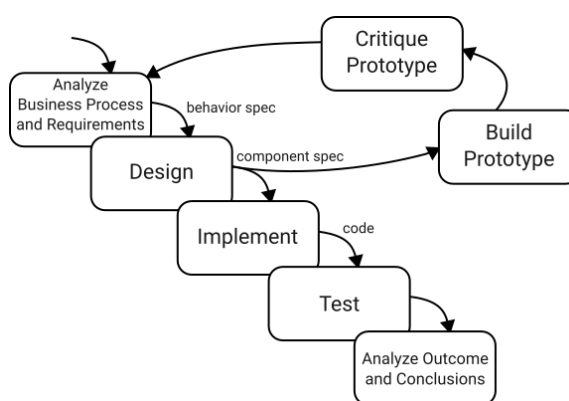 Critique
Prototype
Analyze
Business Process
and Requirements
behavior spec
Build
Prototype
Design
component spec
Implement
code
Test
Analyze Outcome
and Conclusions